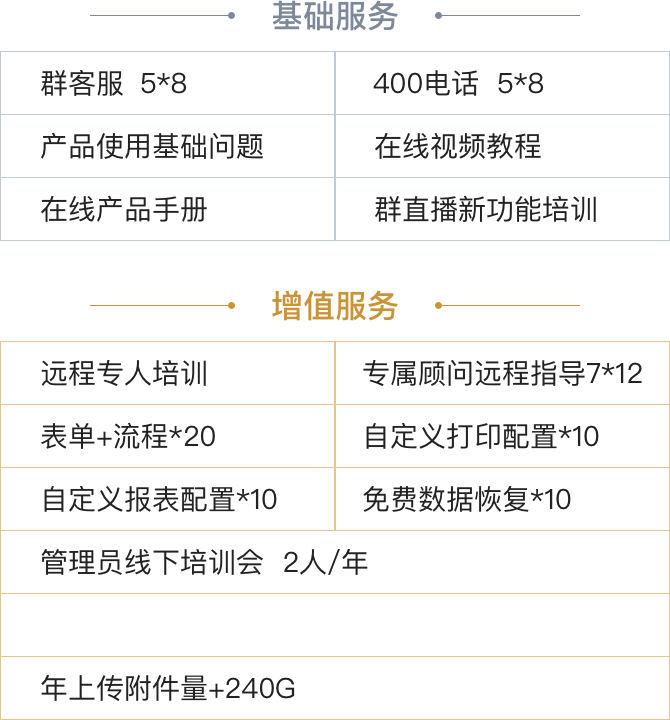 基础服务
群客服 5*8 400电话 5*8
产品使用基础问题 在线视频教程
在线产品手册 群直播新功能培训
增值服务
远程专人培训 专属顾问远程指导7*12
表单+流程*20 自定义打印配置*10
自定义报表配置*10 免费数据恢复*10
管理员线下培训会 2人/年
年上传附件量+240G